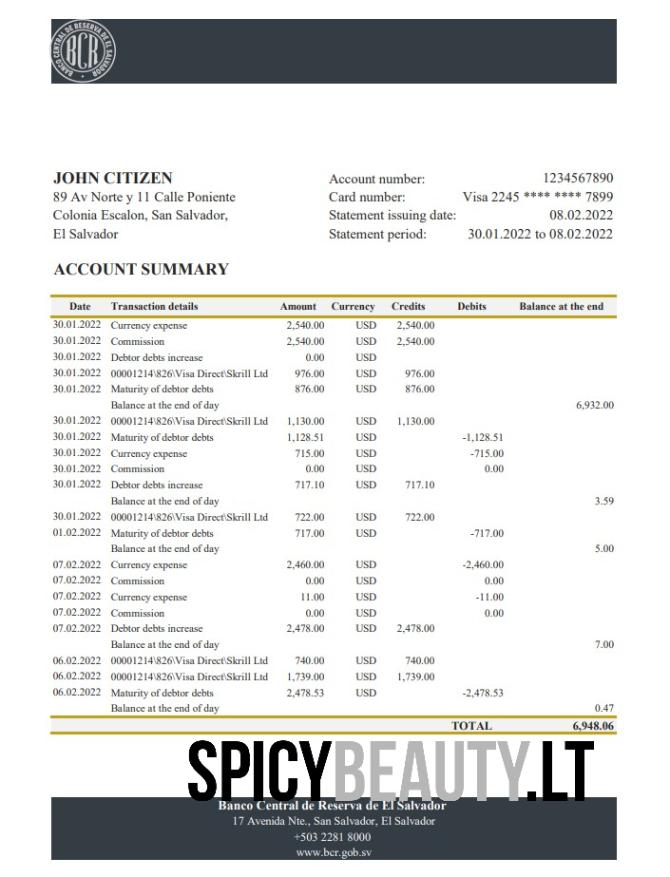 BANCO CENTRAL DE RESERVA DE EL SALVADOR
BCR
JOHN CITIZEN
89 Av Norte y 11 Calle Poniente
Colonia Escalon, San Salvador,
El Salvador
Account number: 1234567890
Card number: Visa 2245 **** **** 7899
Statement issuing date: 08.02.2022
Statement period: 30.01.2022 to 08.02.2022
ACCOUNT SUMMARY
Date Transaction details Amount Currency Credits Debits Balance at the end
30.01.2022 Currency expense 2,540.00 USD 2,540.00
30.01.2022 Commission 2,540.00 USD 2,540.00
30.01.2022 Debtor debts increase 0.00 USD
30.01.2022 00001214\826\Visa Direct\Skrill Ltd 976.00 USD 976.00
30.01.2022 Maturity of debtor debts 876.00 USD 876.00
Balance at the end of day 6,932.00
30.01.2022 00001214\826\Visa Direct\Skrill Ltd 1,130.00 USD 1,130.00
30.01.2022 Maturity of debtor debts 1,128.51 USD -1,128.51
30.01.2022 Currency expense 715.00 USD -715.00
30.01.2022 Commission 0.00 USD 0.00
30.01.2022 Debtor debts increase 717.10 USD 717.10
Balance at the end of day 3.59
30.01.2022 00001214\826\Visa Direct\Skrill Ltd 722.00 USD 722.00
01.02.2022 Maturity of debtor debts 717.00 USD -717.00
Balance at the end of day 5.00
07.02.2022 Currency expense 2,460.00 USD -2,460.00
07.02.2022 Commission 0.00 USD 0.00
07.02.2022 Currency expense 11.00 USD -11.00
07.02.2022 Commission 0.00 USD 0.00
07.02.2022 Debtor debts increase 2,478.00 USD 2,478.00
Balance at the end of day 7.00
06.02.2022 00001214\826\Visa Direct\Skrill Ltd 740.00 USD 740.00
06.02.2022 00001214\826\Visa Direct\Skrill Ltd 1,739.00 USD 1,739.00
06.02.2022 Maturity of debtor debts 2,478.53 USD -2,478.53
Balance at the end of day 0.47
TOTAL 6,948.06
SPICYBEAUTY.LT
Banco Central de Reserva de El Salvador
17 Avenida Nte., San Salvador, El Salvador
+503 2281 8000
www.bcr.gob.sv